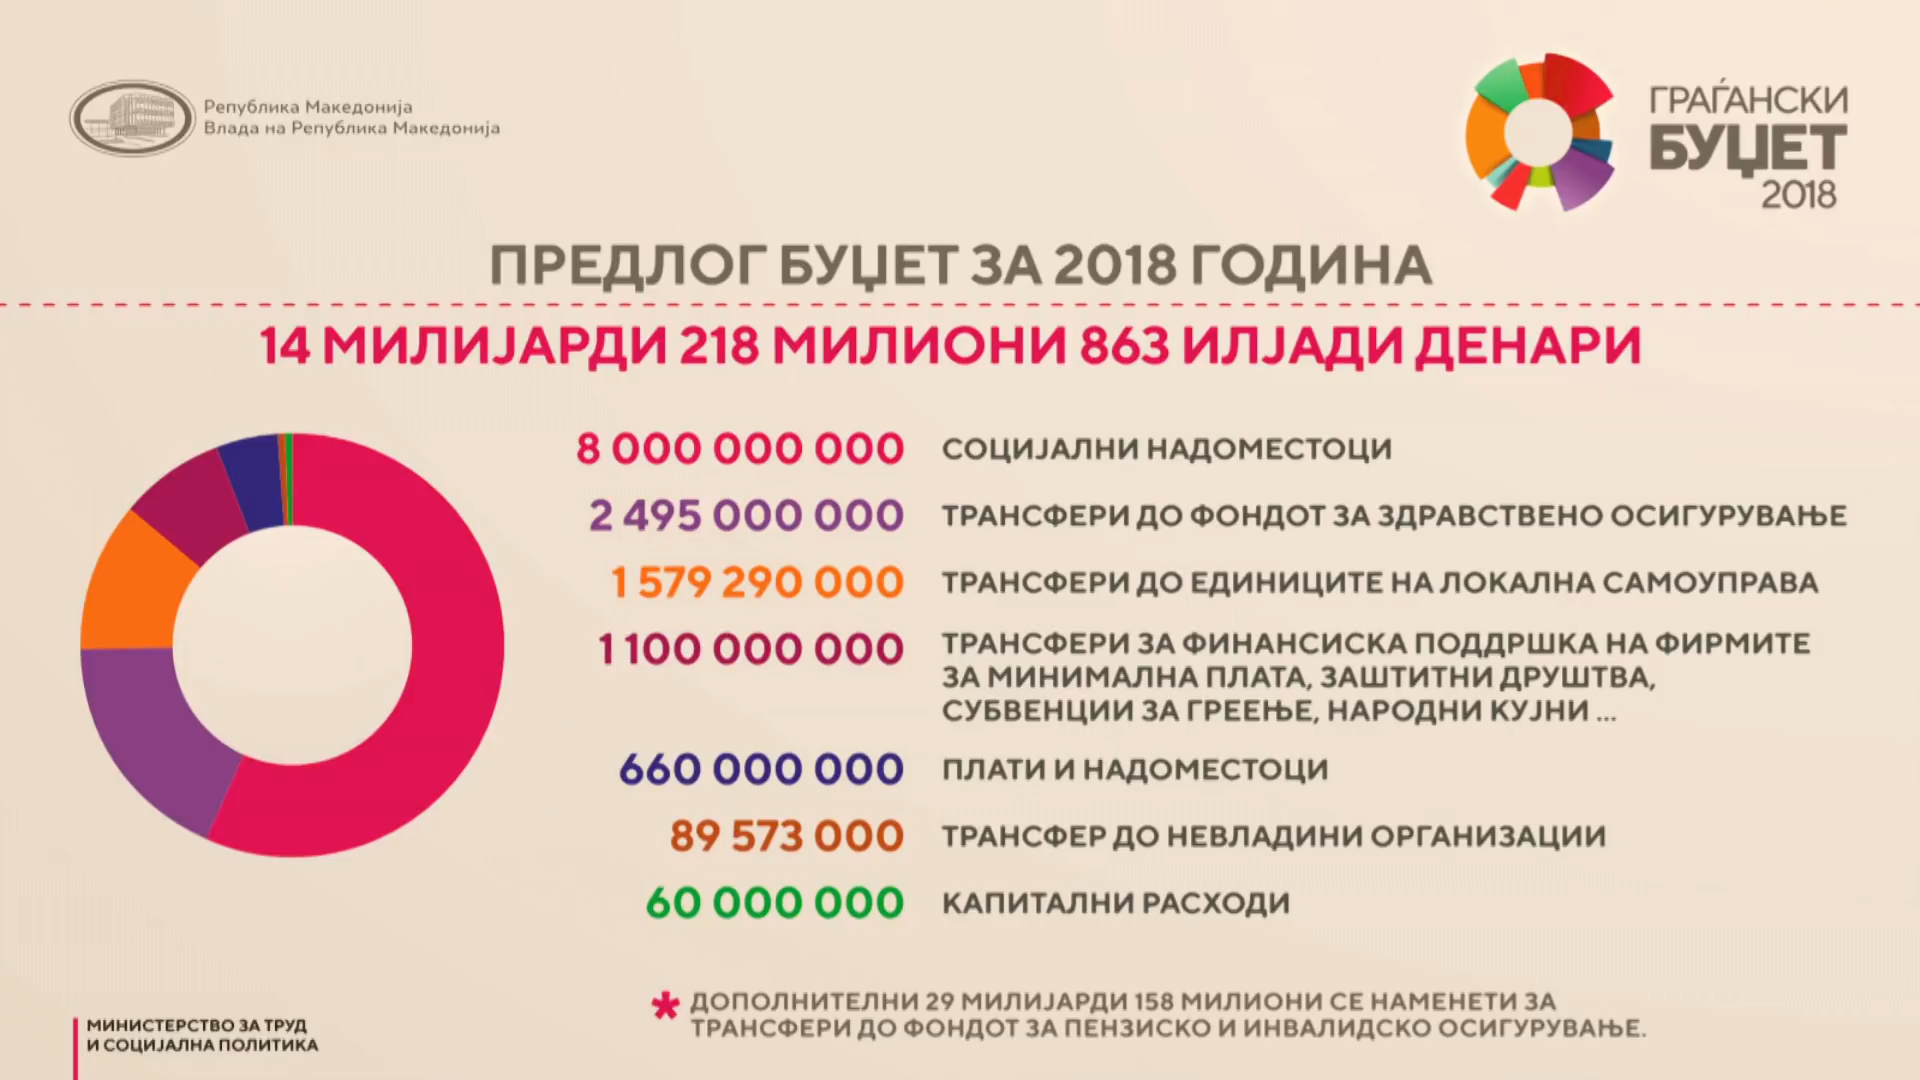 Република Македонија
Влада на Република Македонија
ГРАЃАНСКИ
БУЏЕТ
2018
ПРЕДЛОГ БУЏЕТ ЗА 2018 ГОДИНА
14 МИЛИЈАРДИ 218 МИЛИОНИ 863 ИЛЈАДИ ДЕНАРИ
8 000 000 000 СОЦИЈАЛНИ НАДОМЕСТОЦИ
2 495 000 000 ТРАНСФЕРИ ДО ФОНДОТ ЗА ЗДРАВСТВЕНО ОСИГУРУВАЊЕ
1 579 290 000 ТРАНСФЕРИ ДО ЕДИНИЦИТЕ НА ЛОКАЛНА САМОУПРАВА
1 100 000 000 ТРАНСФЕРИ ЗА ФИНАНСИСКА ПОДДРШКА НА ФИРМИТЕ
ЗА МИНИМАЛНА ПЛАТА, ЗАШТИТНИ ДРУШТВА,
СУБВЕНЦИИ ЗА ГРЕЕЊЕ, НАРОДНИ КУЈНИ ...
660 000 000 ПЛАТИ И НАДОМЕСТОЦИ
89 573 000 ТРАНСФЕР ДО НЕВЛАДИНИ ОРГАНИЗАЦИИ
60 000 000 КАПИТАЛНИ РАСХОДИ
* ДОПОЛНИТЕЛНИ 29 МИЛИЈАРДИ 158 МИЛИОНИ СЕ НАМЕНЕТИ ЗА
ТРАНСФЕРИ ДО ФОНДОТ ЗА ПЕНЗИСКО И ИНВАЛИДСКО ОСИГУРУВАЊЕ.
МИНИСТЕРСТВО ЗА ТРУД
И СОЦИЈАЛНА ПОЛИТИКА